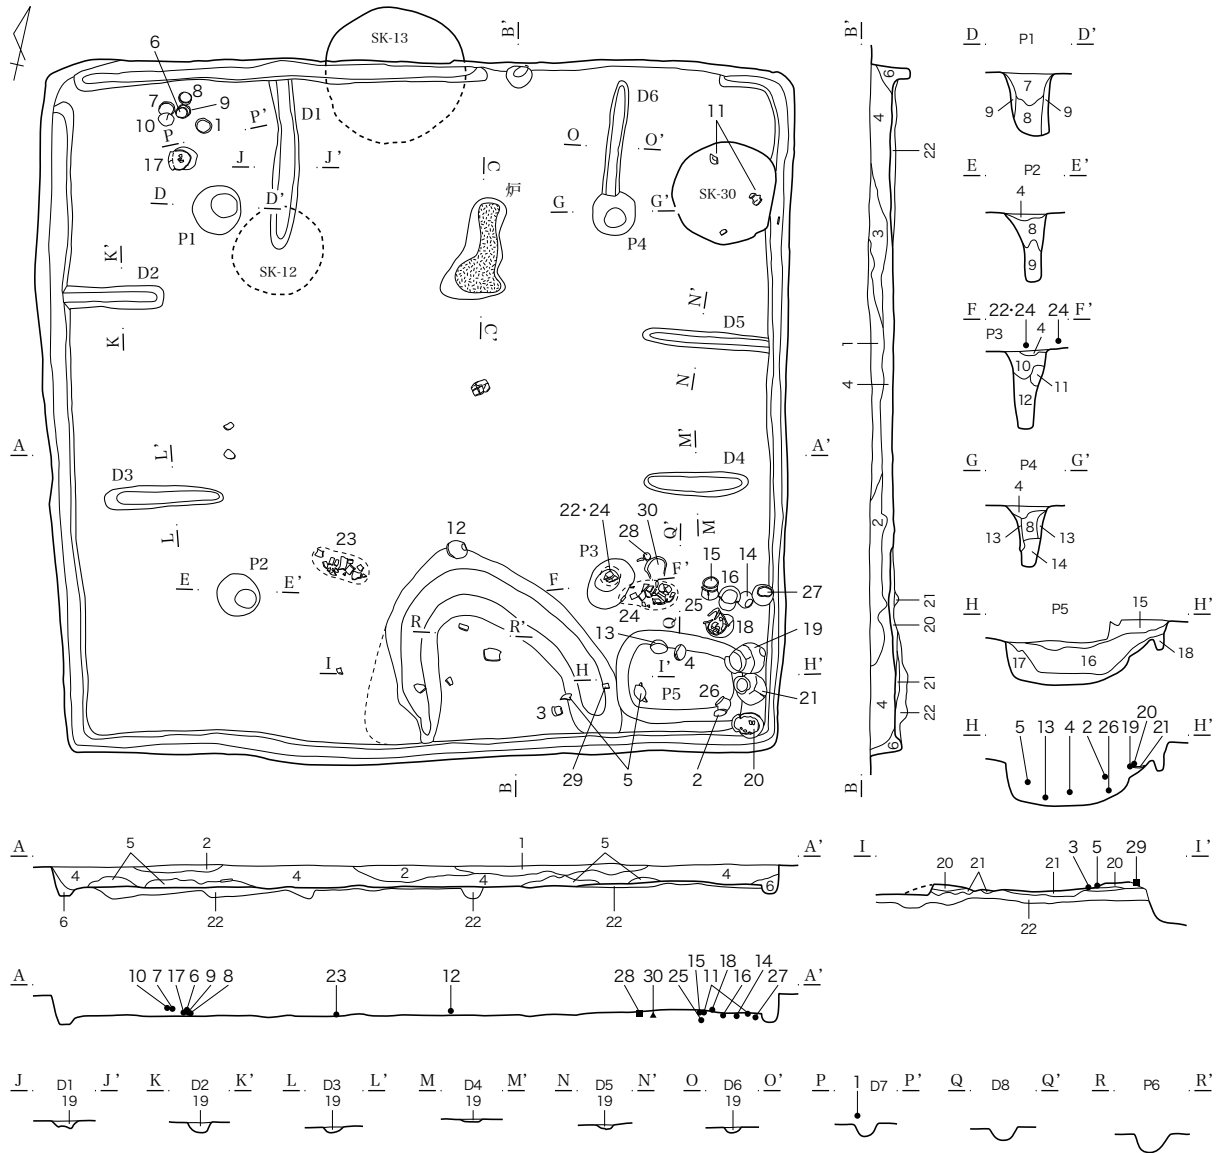 SK-13
B'
6
7
8
9
10
1
P
P'
D1
17
J
J'
D
D'
P1
SK-12
K'
D2
K
C
炉
C'
D6
O
O'
11
G
G'
SK-30
P4
N'
D5
N
A
A'
L'
D3
L
M'
D4
M
23
12
22·24
30
28
Q'
P3
F
F'
15
16
14
27
E
P2
E'
24
25
Q
18
R
R'
13
4
19
I
H
I'
P5
H'
26
21
3
29
5
2
20
B
B'
6
4
22
3
1
4
2
21
20
21
4
22
6
B
D
P1
D'
7
9
8
9
E
P2
E'
4
8
9
F
22·24
24
F'
P3
4
10
11
12
G
P4
G'
4
13
8
13
14
H
P5
H'
15
17
16
18
H
5
13
4
2
26
19
20
21
H'
A
5
2
1
5
A'
4
4
2
4
4
6
6
22
22
22
I
3
5
29
I'
20
21
21
20
22
A
10
7
17
6
9
8
23
12
28
30
25
15
11
18
16
14
27
A'
J
D1
J'
19
K
D2
K'
19
L
D3
L'
19
M
D4
M'
19
N
D5
N'
19
O
D6
O'
19
P
1
D7
P'
Q
D8
Q'
R
P6
R'